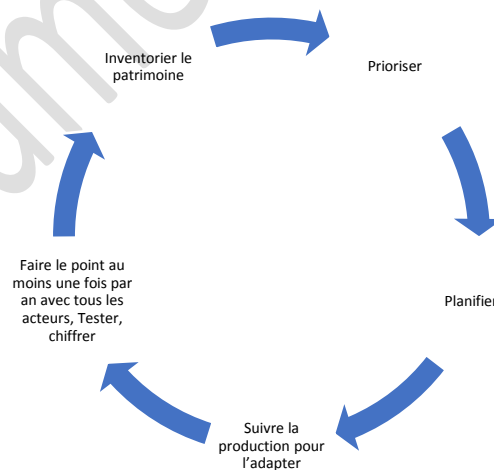 Inventorier le
patrimoine
Prioriser
Planifier
Suivre la
production pour
l’adapter
Faire le point au
moins une fois par
an avec tous les
acteurs, Tester,
chiffrer